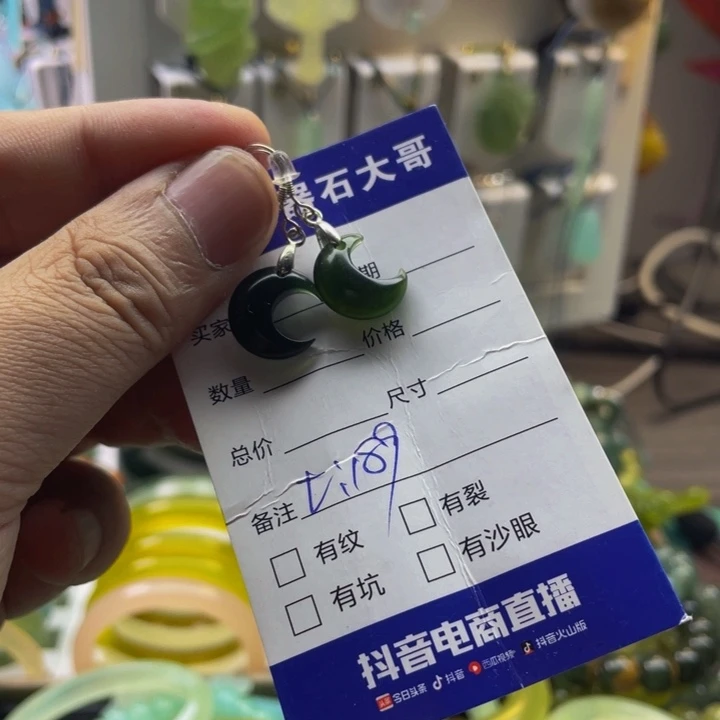 石大哥
期
买家
价格
数量
尺寸
总价
备注
有纹
有裂
有坑
有沙眼
抖音电商直播
今日头条 抖音 西瓜视频 抖音火山版